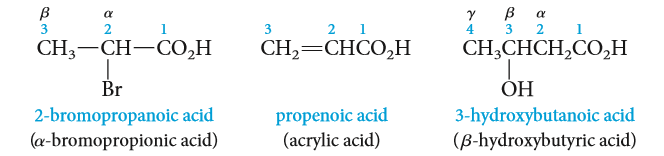 β α γ β α
3 2 1 3 2 1 4 3 2 1
CH₃—CH—CO₂H CH₂=CHCO₂H CH₃CHCH₂CO₂H
Br OH
2-bromopropanoic acid propenoic acid 3-hydroxybutanoic acid
(α-bromopropionic acid) (acrylic acid) (β-hydroxybutyric acid)